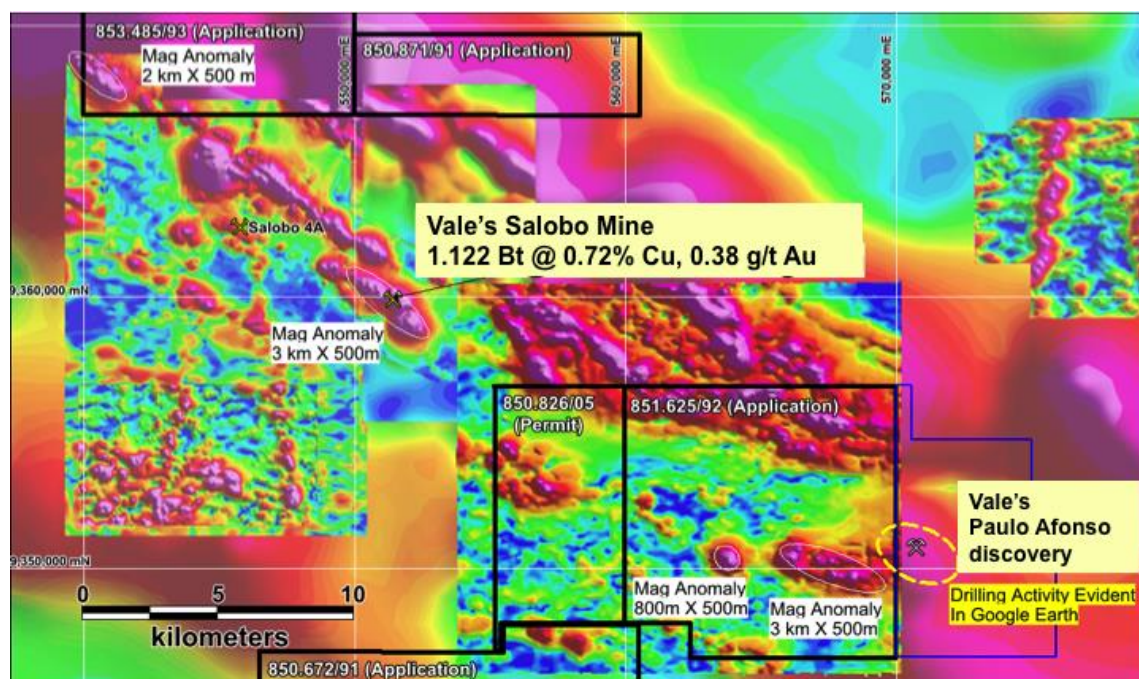 853.485/93 (Application)
Mag Anomaly
2 km X 500 m
550,000 mE
850.871/91 (Application)
560,000 mE
570,000 mE
Salobo 4A
Vale's Salobo Mine
1.122 Bt @ 0.72% Cu, 0.38 g/t Au
9,360,000 mN
Mag Anomaly
3 km X 500m
850.826/05
(Permit)
851.625/92 (Application)
Vale's
Paulo Afonso
discovery
9,350,000 mN
Mag Anomaly
800m X 500m
Mag Anomaly
3 km X 500m
Drilling Activity Evident
In Google Earth
0 5 10
kilometers
850.672/91 (Application)